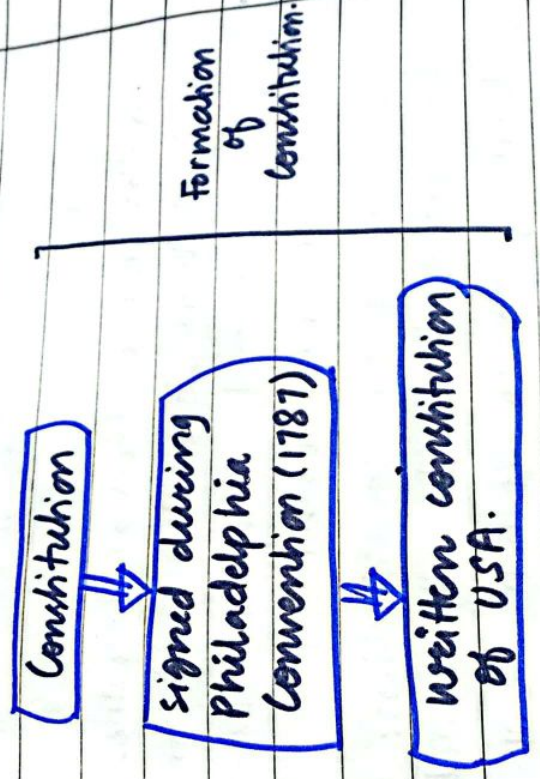 Constitution
signed during
Philadelphia
Convention (1787)
written constitution
of USA.
Formation
of
Constitution.